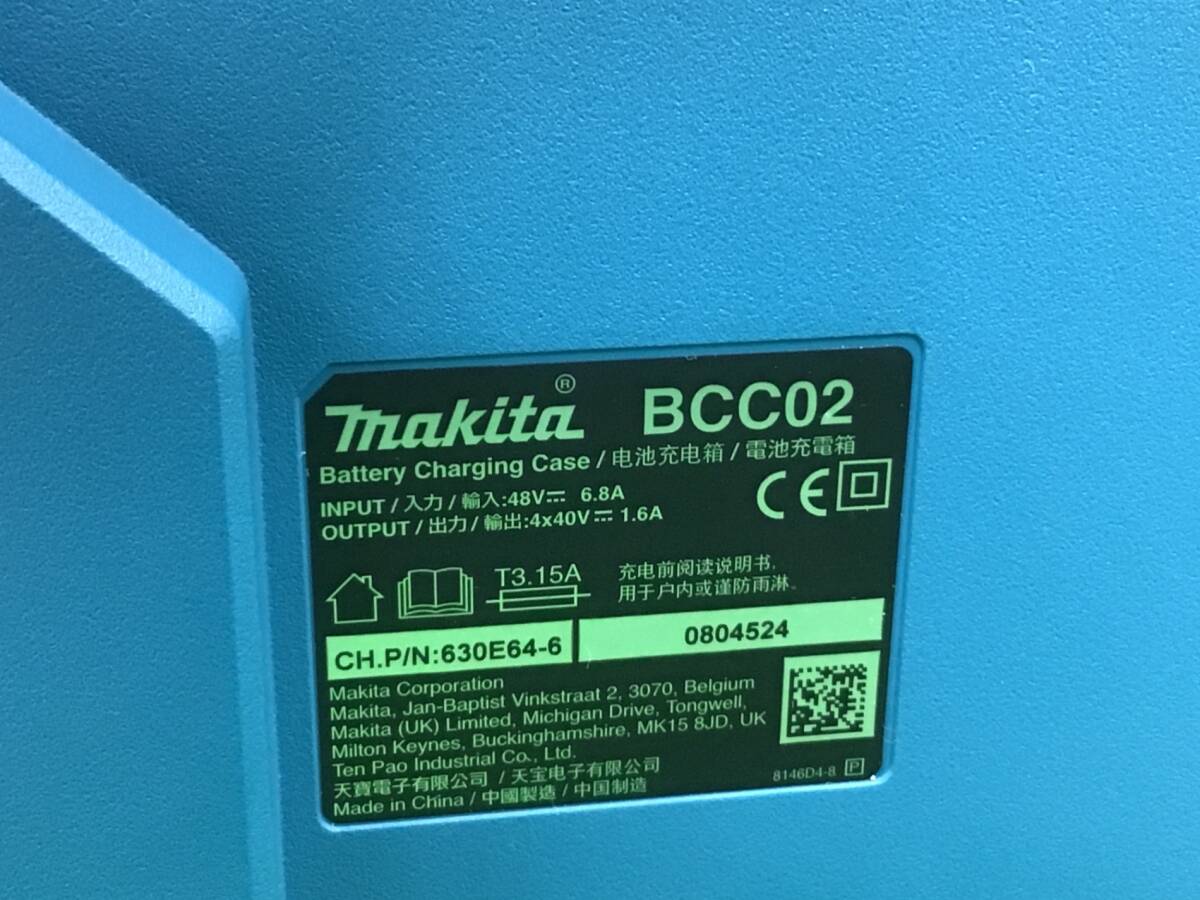 makita® BCC02
Battery Charging Case / 电池充电箱 / 電池充電箱
INPUT / 入力 / 輸入:48V⎓ 6.8A
OUTPUT / 出力 / 輸出:4x40V⎓ 1.6A
CE
T3.15A
充电前阅读说明书,
用于户内或谨防雨淋。
CH.P/N:630E64-6
0804524
Makita Corporation
Makita, Jan-Baptist Vinkstraat 2, 3070, Belgium
Makita (UK) Limited, Michigan Drive, Tongwell,
Milton Keynes, Buckinghamshire, MK15 8JD, UK
Ten Pao Industrial Co., Ltd.
天寶電子有限公司 / 天宝电子有限公司
Made in China / 中國製造 / 中国制造
8146D4-8 P